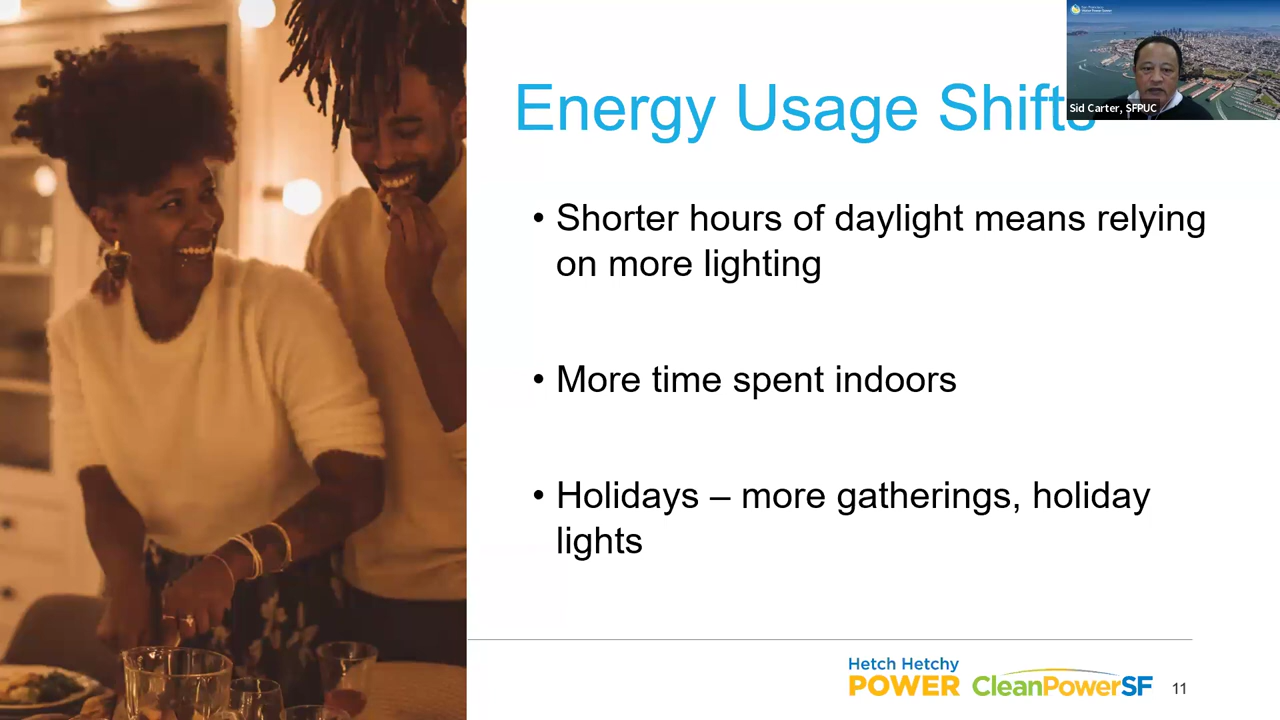 Energy Usage Shifts
Sid Carter, SFPUC
• Shorter hours of daylight means relying
on more lighting
• More time spent indoors
• Holidays – more gatherings, holiday
lights
Hetch Hetchy
POWER
CleanPowerSF
11